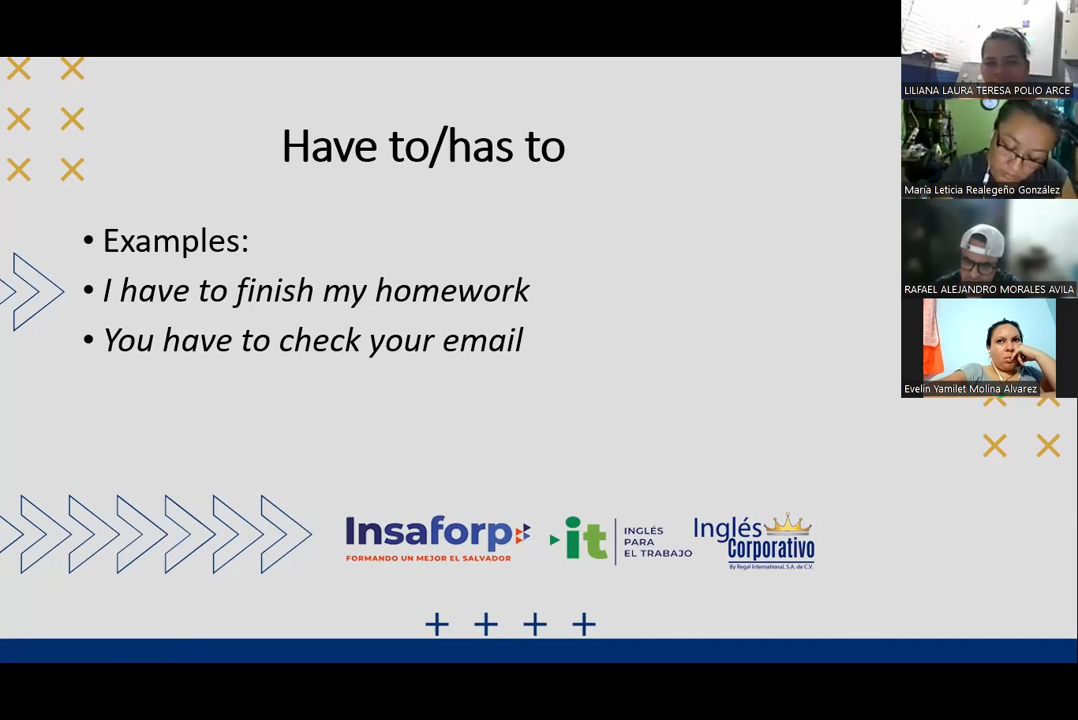 Have to/has to
• Examples:
• I have to finish my homework
• You have to check your email
Insaforp
FORMANDO UN MEJOR EL SALVADOR
it
INGLÉS
PARA
EL TRABAJO
Inglés
Corporativo
By Regal International, S.A. de C.V.
LILIANA LAURA TERESA POLIO ARCE
María Leticia Realegeño González
RAFAEL ALEJANDRO MORALES AVILA
Evelin Yamilet Molina Alvarez